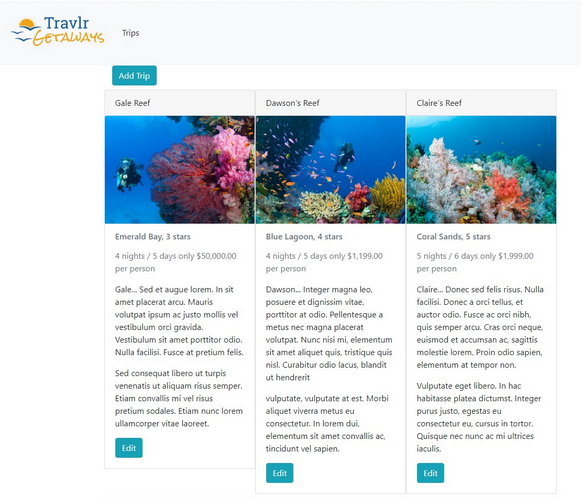 Travlr
GETAWAYS
Trips
Add Trip
Gale Reef
Emerald Bay, 3 stars
4 nights / 5 days only $50,000.00
per person
Gale... Sed et augue lorem. In sit
amet placerat arcu. Mauris
volutpat ipsum ac justo mollis vel
vestibulum orci gravida.
Vestibulum sit amet porttitor odio.
Nulla facilisi. Fusce at pretium felis.
Sed consequat libero ut turpis
venenatis ut aliquam risus semper.
Etiam convallis mi vel risus
pretium sodales. Etiam nunc lorem
ullamcorper vitae laoreet.
Edit
Dawson's Reef
Blue Lagoon, 4 stars
4 nights / 5 days only $1,199.00
per person
Dawson... Integer magna leo,
posuere et dignissim vitae,
porttitor at odio. Pellentesque a
metus nec magna placerat
volutpat. Nunc nisi mi, elementum
sit amet aliquet quis, tristique quis
nisl. Curabitur odio lacus, blandit
ut hendrerit
vulputate, vulputate at est. Morbi
aliquet viverra metus eu
consectetur. In lorem dui,
elementum sit amet convallis ac,
tincidunt vel sapien.
Edit
Claire's Reef
Coral Sands, 5 stars
5 nights / 6 days only $1,999.00
per person
Claire... Donec sed felis risus. Nulla
facilisi. Donec a orci tellus, et
auctor odio. Fusce ac orci nibh,
quis semper arcu. Cras orci neque,
euismod et accumsan ac, sagittis
molestie lorem. Proin odio sapien,
elementum at tempor non.
Vulputate eget libero. In hac
habitasse platea dictumst. Integer
purus justo, egestas eu
consectetur eu, cursus in tortor.
Quisque nec nunc ac mi ultrices
iaculis.
Edit